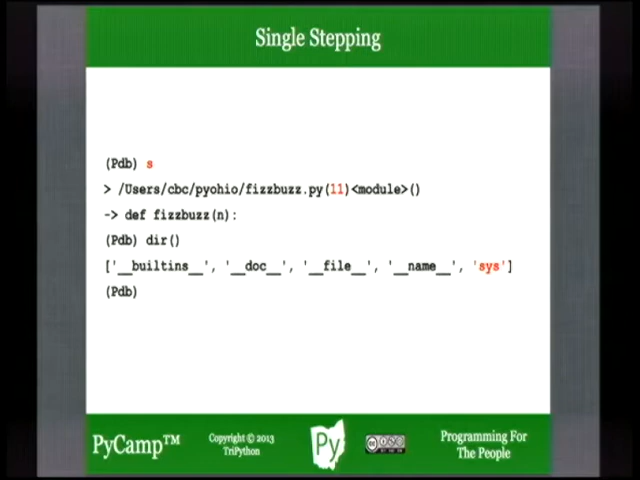 Single Stepping
(Pdb) s
> /Users/cbc/pyohio/fizzbuzz.py(11)<module>()
-> def fizzbuzz(n):
(Pdb) dir()
['__builtins__', '__doc__', '__file__', '__name__', 'sys']
(Pdb)
PyCamp™
Copyright © 2013
TriPython
Py
Programming For
The People